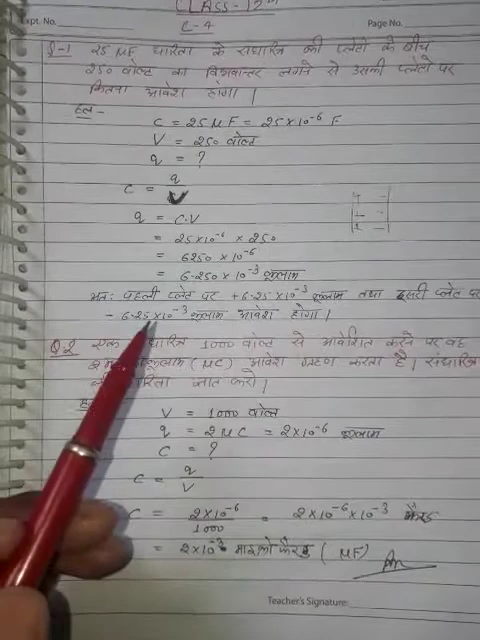 CLASS-12th
Expt. No.
C-4
Page No.
Q-1 25 μF धारिता के संधारित्र की प्लेटों के बीच
250 वोल्ट का विभवान्तर लगाने से उसकी प्लेटों पर
कितना आवेश होगा |
हल-
C = 25 μF = 25×10⁻⁶ F.
V = 250 वोल्ट
q = ?
C = q/V
q = C.V
= 25×10⁻⁶ × 250
= 6250 ×10⁻⁶
= 6.250 ×10⁻³ कूलाम
अतः पहली प्लेट पर +6.25×10⁻³ कूलाम तथा दूसरी प्लेट पर
- 6.25×10⁻³ कूलाम आवेश होगा |
Q.2 एक 1000 वोल्ट से आवेशित करने पर वह
2 (μC) आवेश ग्रहण करता है | संधारित्र
ज्ञात करो |
V = 1000 वोल्ट
q = 2 μC = 2×10⁻⁶ कूलाम
C = ?
C = q/V
C = 2×10⁻⁶/1000 = 2×10⁻⁶×10⁻³ फैरड
= 2×10⁻³ माइक्रो फैरड ( μF)
Teacher's Signature: